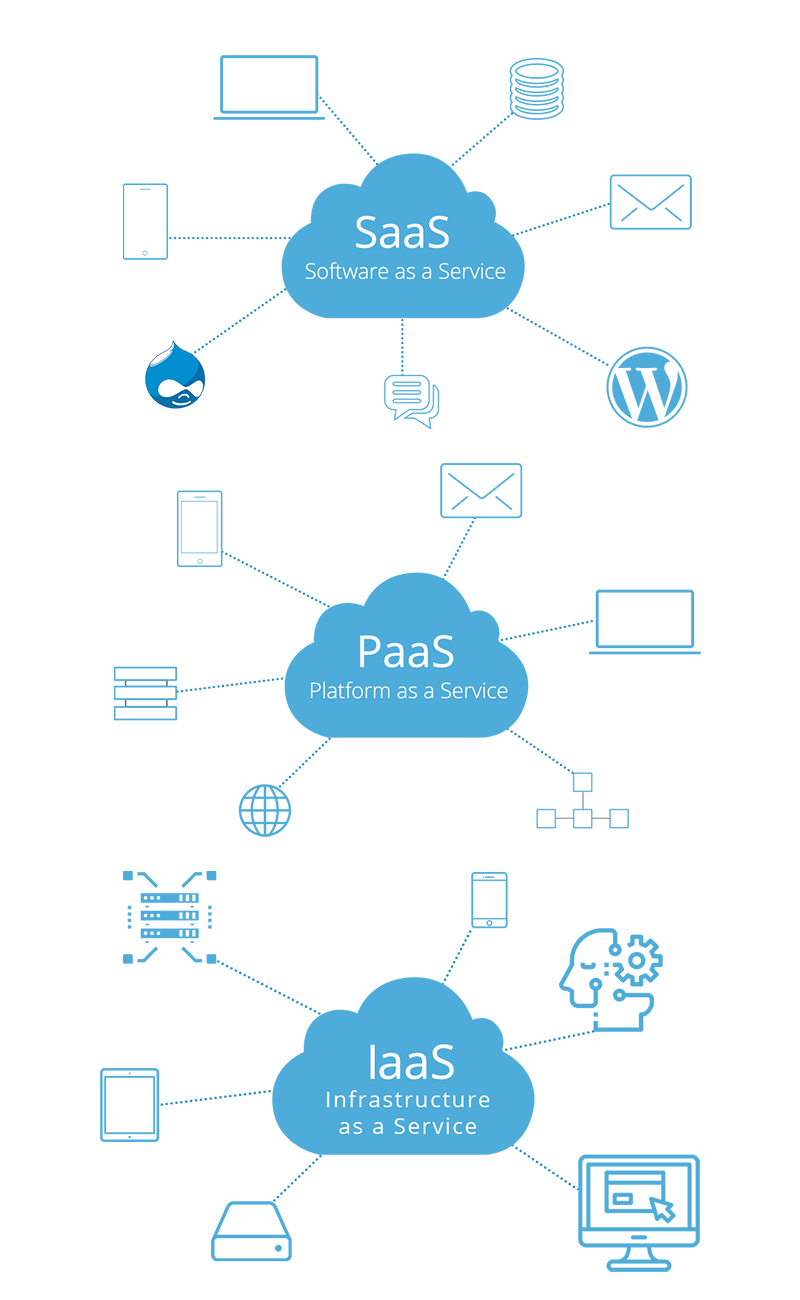 SaaS
Software as a Service
PaaS
Platform as a Service
IaaS
Infrastructure
as a Service